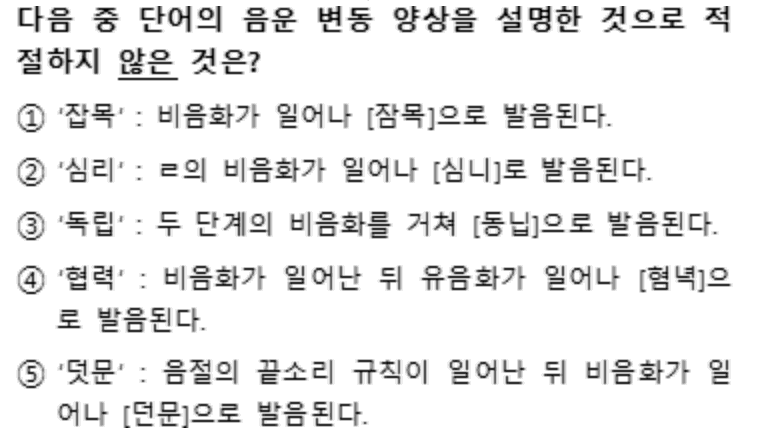 다음 중 단어의 음운 변동 양상을 설명한 것으로 적
절하지 않은 것은?
① '잡목' : 비음화가 일어나 [잠목]으로 발음된다.
② '심리' : ㄹ의 비음화가 일어나 [심니]로 발음된다.
③ '독립' : 두 단계의 비음화를 거쳐 [동닙]으로 발음된다.
④ '협력' : 비음화가 일어난 뒤 유음화가 일어나 [혐녁]으
로 발음된다.
⑤ '덧문' : 음절의 끝소리 규칙이 일어난 뒤 비음화가 일
어나 [던문]으로 발음된다.